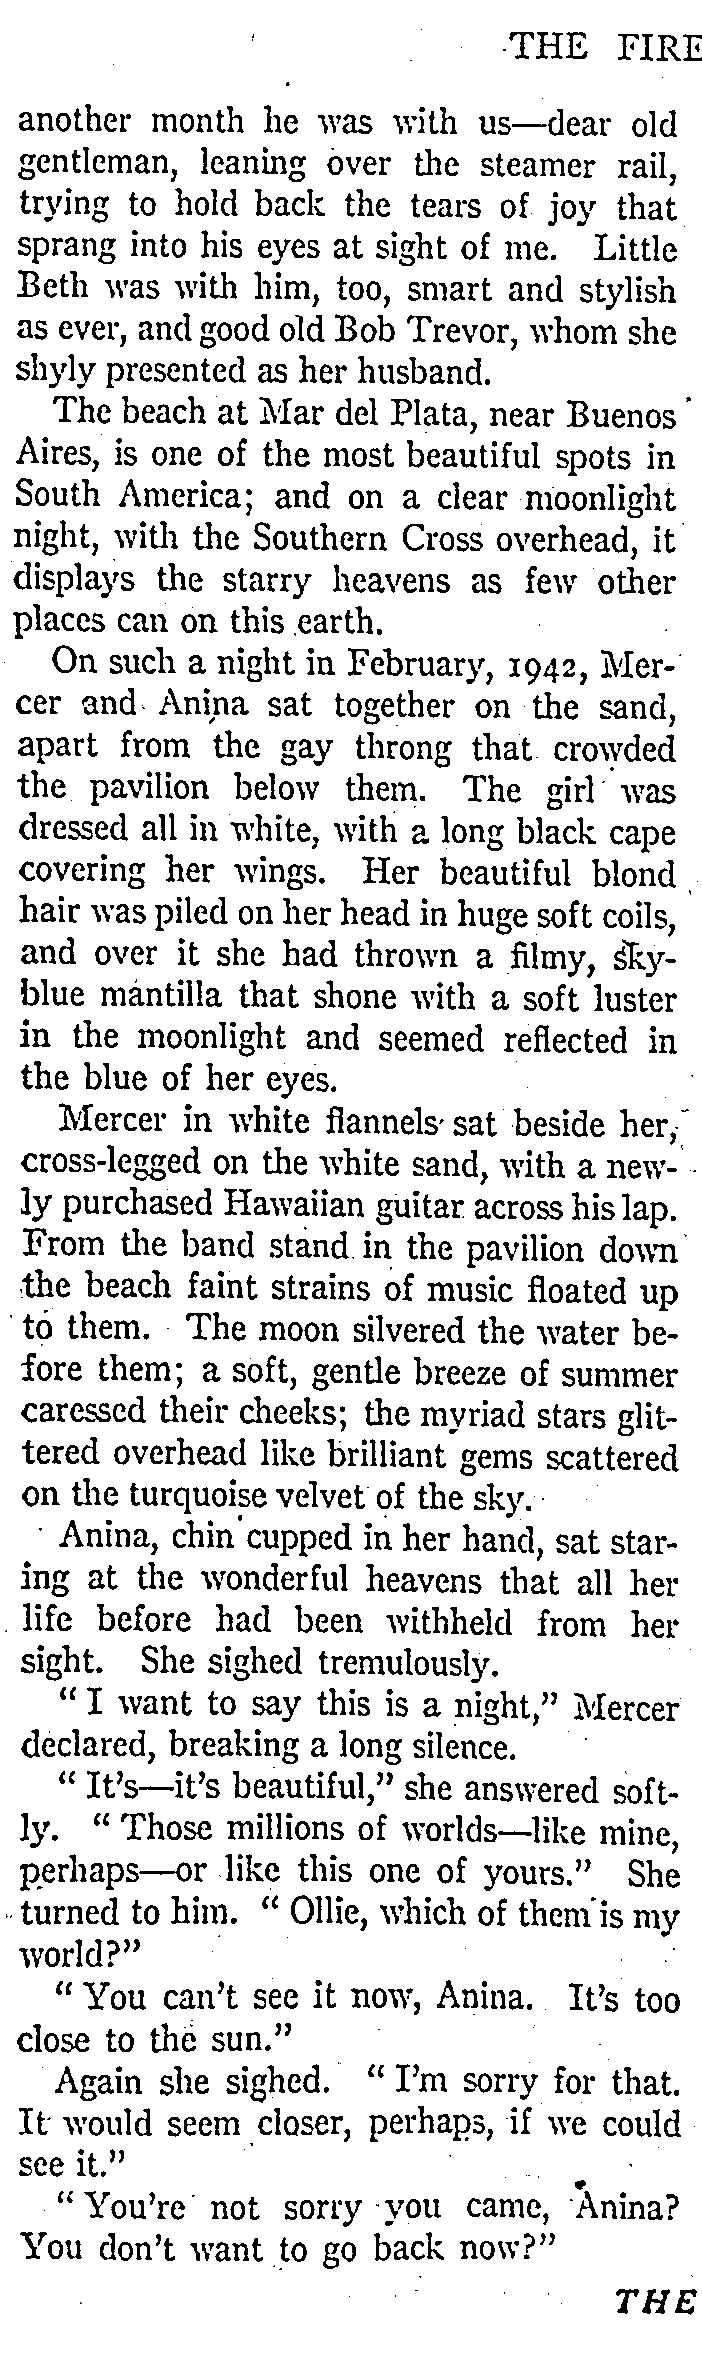 THE FIRE
another month he was with us—dear old
gentleman, leaning over the steamer rail,
trying to hold back the tears of joy that
sprang into his eyes at sight of me. Little
Beth was with him, too, smart and stylish
as ever, and good old Bob Trevor, whom she
shyly presented as her husband.
The beach at Mar del Plata, near Buenos
Aires, is one of the most beautiful spots in
South America; and on a clear moonlight
night, with the Southern Cross overhead, it
displays the starry heavens as few other
places can on this earth.
On such a night in February, 1942, Mer-
cer and Anina sat together on the sand,
apart from the gay throng that crowded
the pavilion below them. The girl was
dressed all in white, with a long black cape
covering her wings. Her beautiful blond
hair was piled on her head in huge soft coils,
and over it she had thrown a filmy, sky-
blue mantilla that shone with a soft luster
in the moonlight and seemed reflected in
the blue of her eyes.
Mercer in white flannels sat beside her,
cross-legged on the white sand, with a new-
ly purchased Hawaiian guitar across his lap.
From the band stand in the pavilion down
the beach faint strains of music floated up
to them. The moon silvered the water be-
fore them; a soft, gentle breeze of summer
caressed their cheeks; the myriad stars glit-
tered overhead like brilliant gems scattered
on the turquoise velvet of the sky.
Anina, chin cupped in her hand, sat star-
ing at the wonderful heavens that all her
life before had been withheld from her
sight. She sighed tremulously.
“ I want to say this is a night,” Mercer
declared, breaking a long silence.
“ It’s—it’s beautiful,” she answered soft-
ly. “ Those millions of worlds—like mine,
perhaps—or like this one of yours.” She
turned to him. “ Ollie, which of them is my
world?”
“ You can’t see it now, Anina. It’s too
close to the sun.”
Again she sighed. “ I’m sorry for that.
It would seem closer, perhaps, if we could
see it.”
“ You’re not sorry you came, Anina?
You don’t want to go back now?”
THE